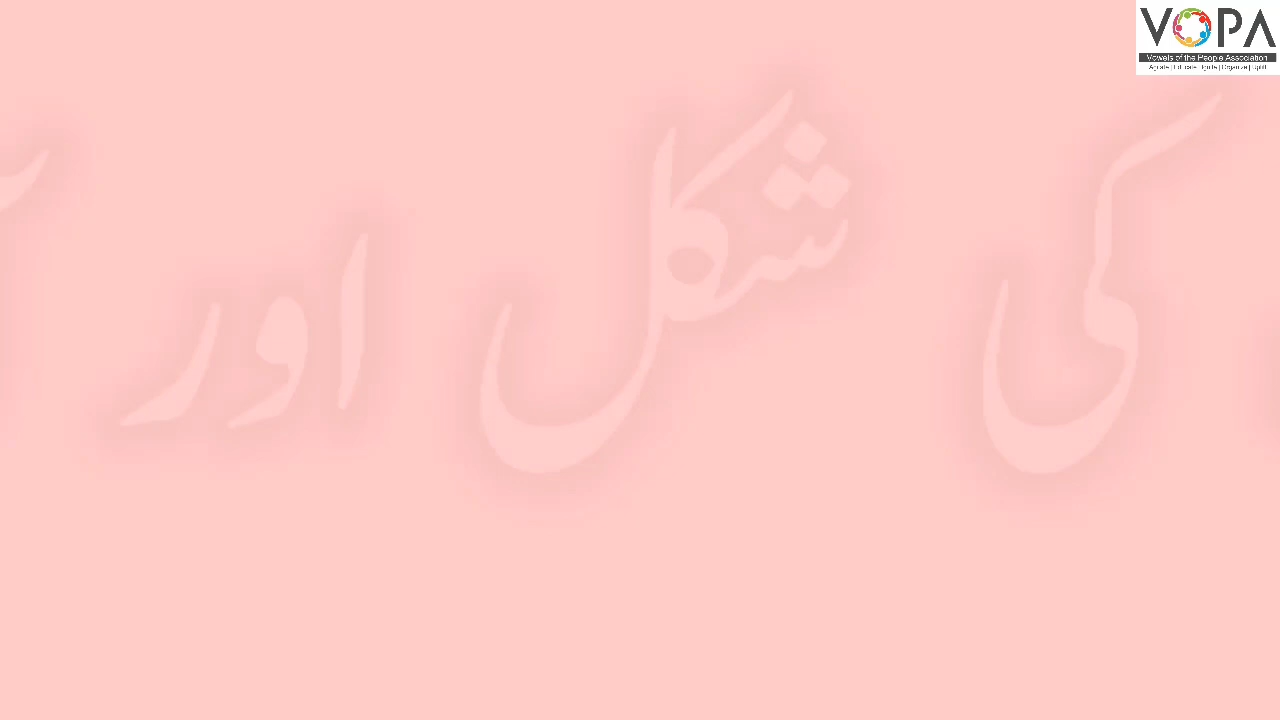 VOPA
Vowels of the People Association
کی شکل اور